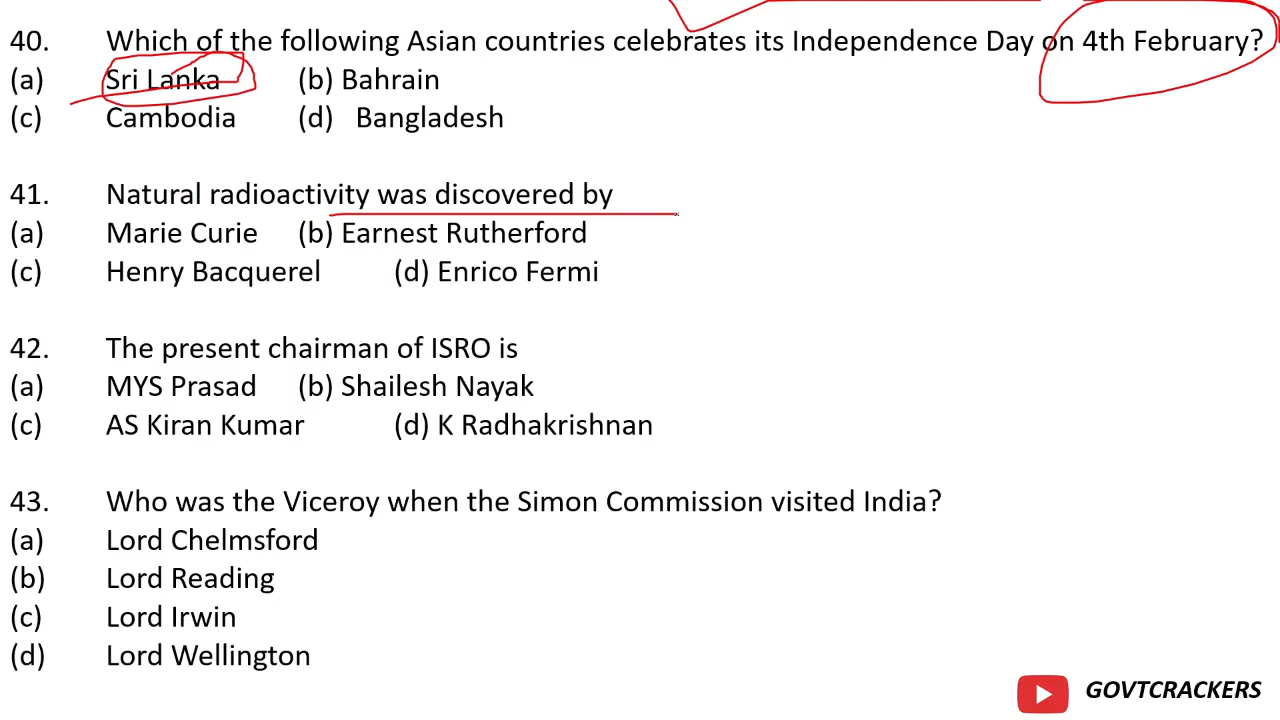 40. Which of the following Asian countries celebrates its Independence Day on 4th February?
(a) Sri Lanka (b) Bahrain
(c) Cambodia (d) Bangladesh
41. Natural radioactivity was discovered by
(a) Marie Curie (b) Earnest Rutherford
(c) Henry Bacquerel (d) Enrico Fermi
42. The present chairman of ISRO is
(a) MYS Prasad (b) Shailesh Nayak
(c) AS Kiran Kumar (d) K Radhakrishnan
43. Who was the Viceroy when the Simon Commission visited India?
(a) Lord Chelmsford
(b) Lord Reading
(c) Lord Irwin
(d) Lord Wellington
GOVTCRACKERS